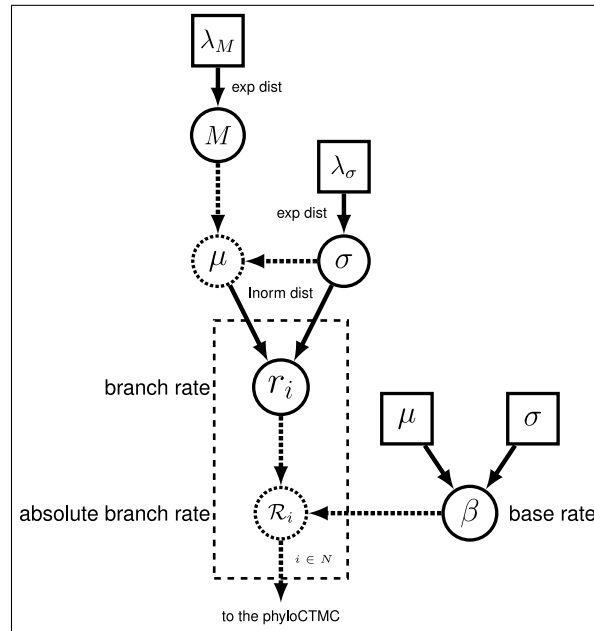 λ_M
exp dist
M
λ_σ
exp dist
μ
σ
lnorm dist
branch rate
r_i
μ
σ
absolute branch rate
R_i
β
base rate
i ∈ N
to the phyloCTMC